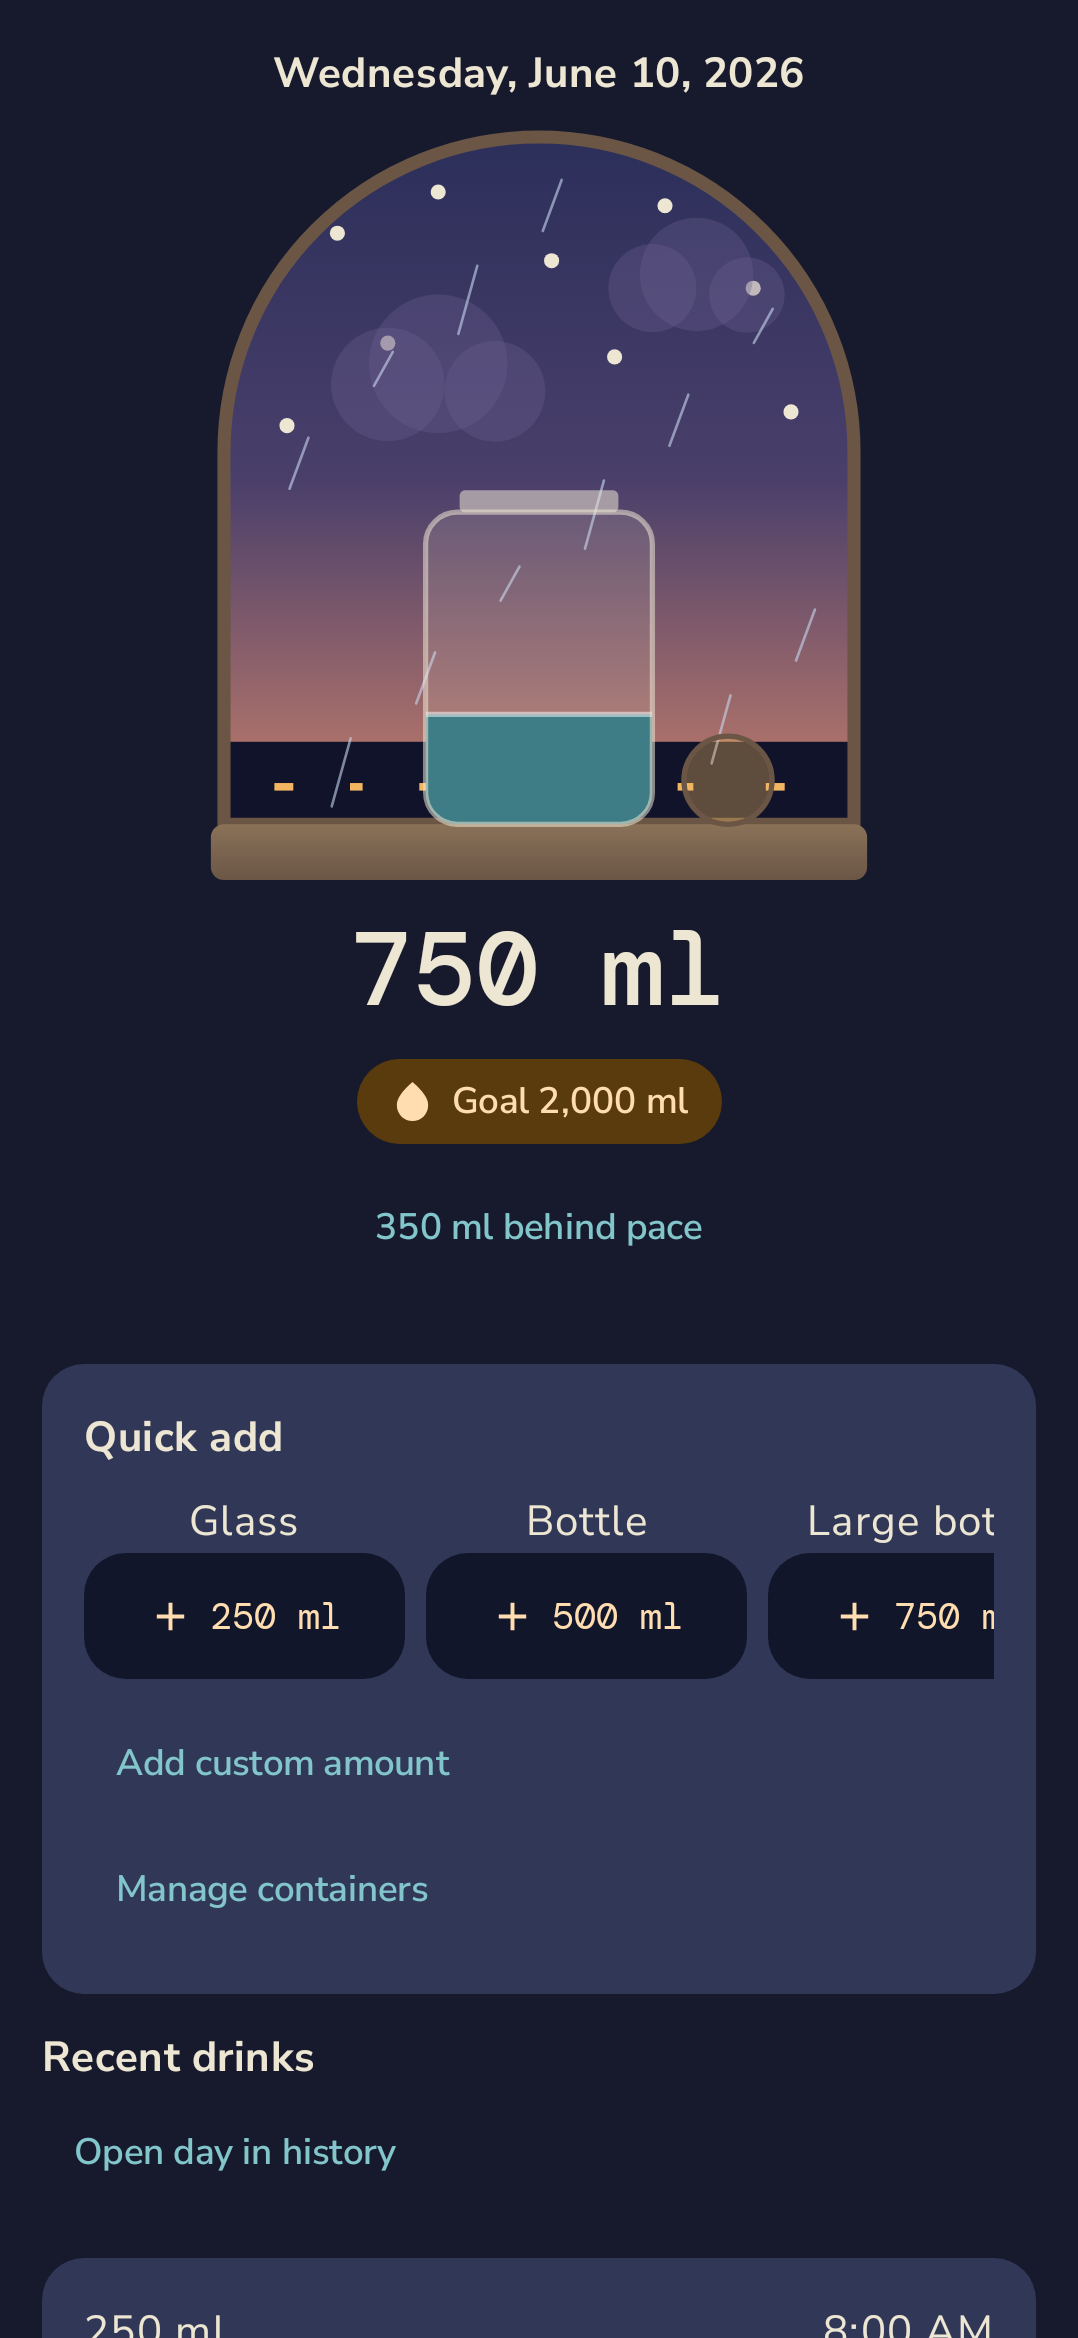 Wednesday, June 10, 2026
750 ml
Goal 2,000 ml
350 ml behind pace
Quick add
Glass Bottle Large bot
+ 250 ml + 500 ml + 750 m
Add custom amount
Manage containers
Recent drinks
Open day in history
250 ml 8:00 AM